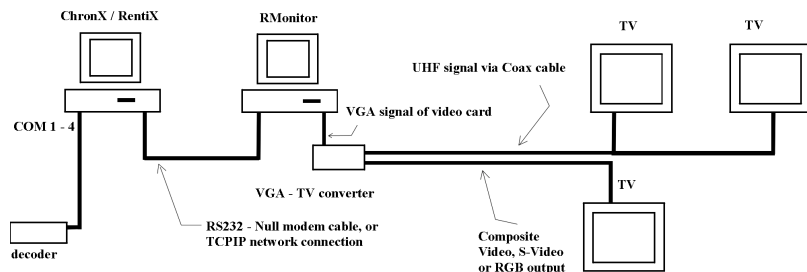 ChronX / RentiX
RMonitor
TV
TV
UHF signal via Coax cable
COM 1 - 4
VGA signal of video card
VGA - TV converter
TV
RS232 - Null modem cable, or
TCPIP network connection
decoder
Composite
Video, S-Video
or RGB output